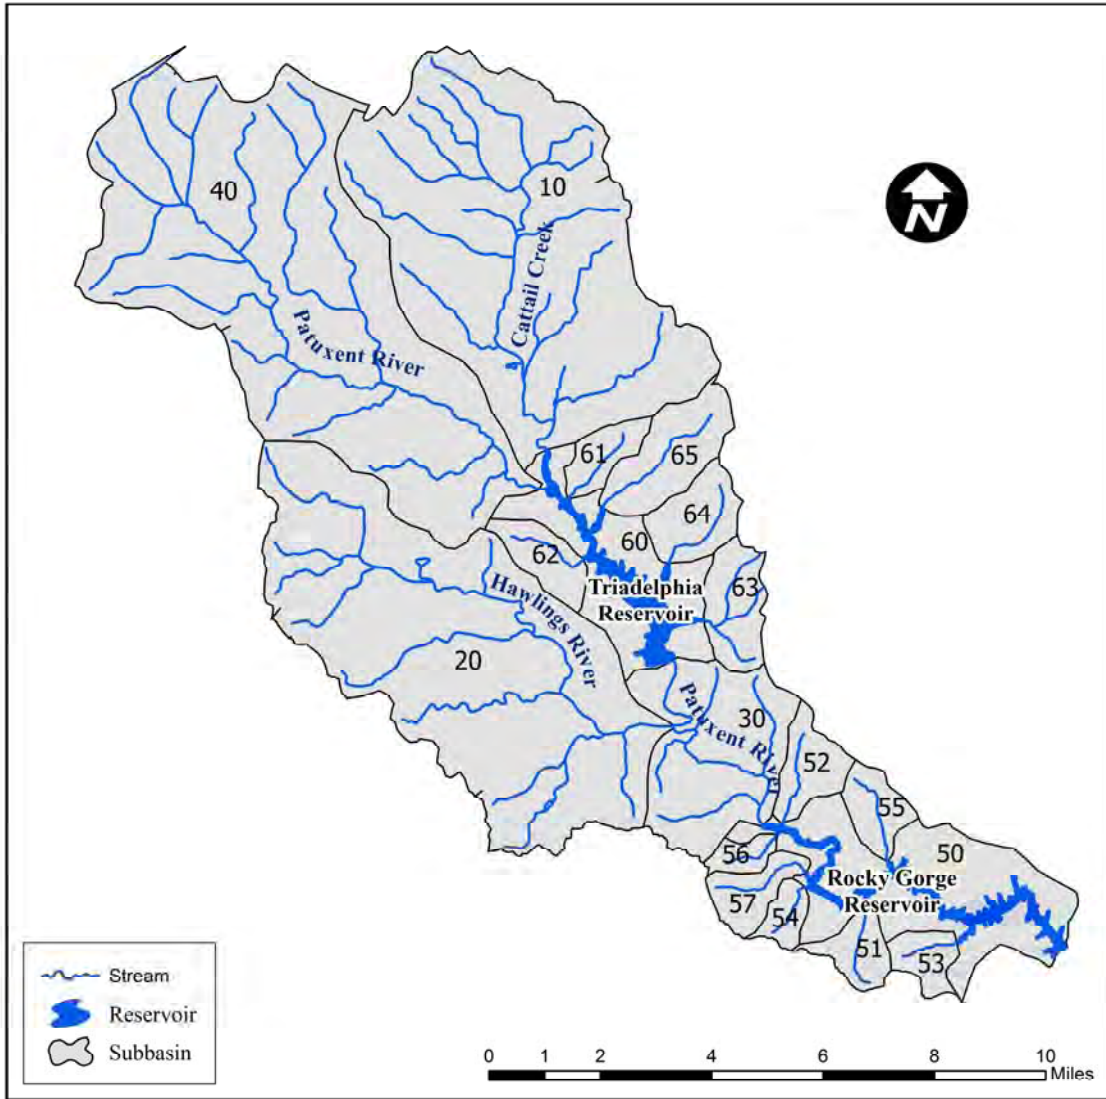 40
10
Cattail Creek
Patuxent River
61
65
64
60
62
Triadelphia
Reservoir
63
Hawlings River
20
Patuxent River
30
52
55
50
56
Rocky Gorge
Reservoir
57
54
51
53
N
Stream
Reservoir
Subbasin
0 1 2 4 6 8 10
Miles